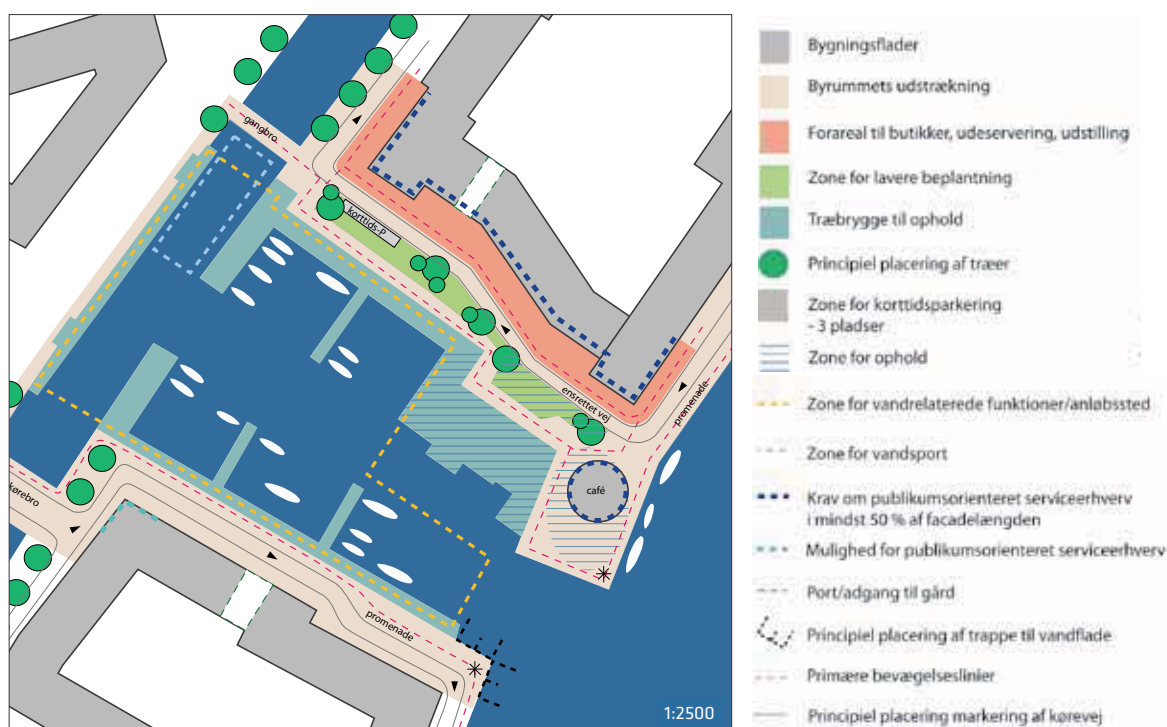 gangbro
korttids-P
ensrettet vej
promenade
café
kørebro
promenade
1:2500
Bygningsflader
Byrummets udstrækning
Forareal til butikker, udeservering, udstilling
Zone for lavere beplantning
Træbrygge til ophold
Principiel placering af træer
Zone for korttidsparkering
- 3 pladser
Zone for ophold
Zone for vandrelaterede funktioner/anløbssted
Zone for vandsport
Krav om publikumsorienteret serviceerhverv
i mindst 50 % af facadelængden
Mulighed for publikumsorienteret serviceerhverv
Port/adgang til gård
Principiel placering af trappe til vandflade
Primære bevægelseslinier
Principiel placering markering af kørevej